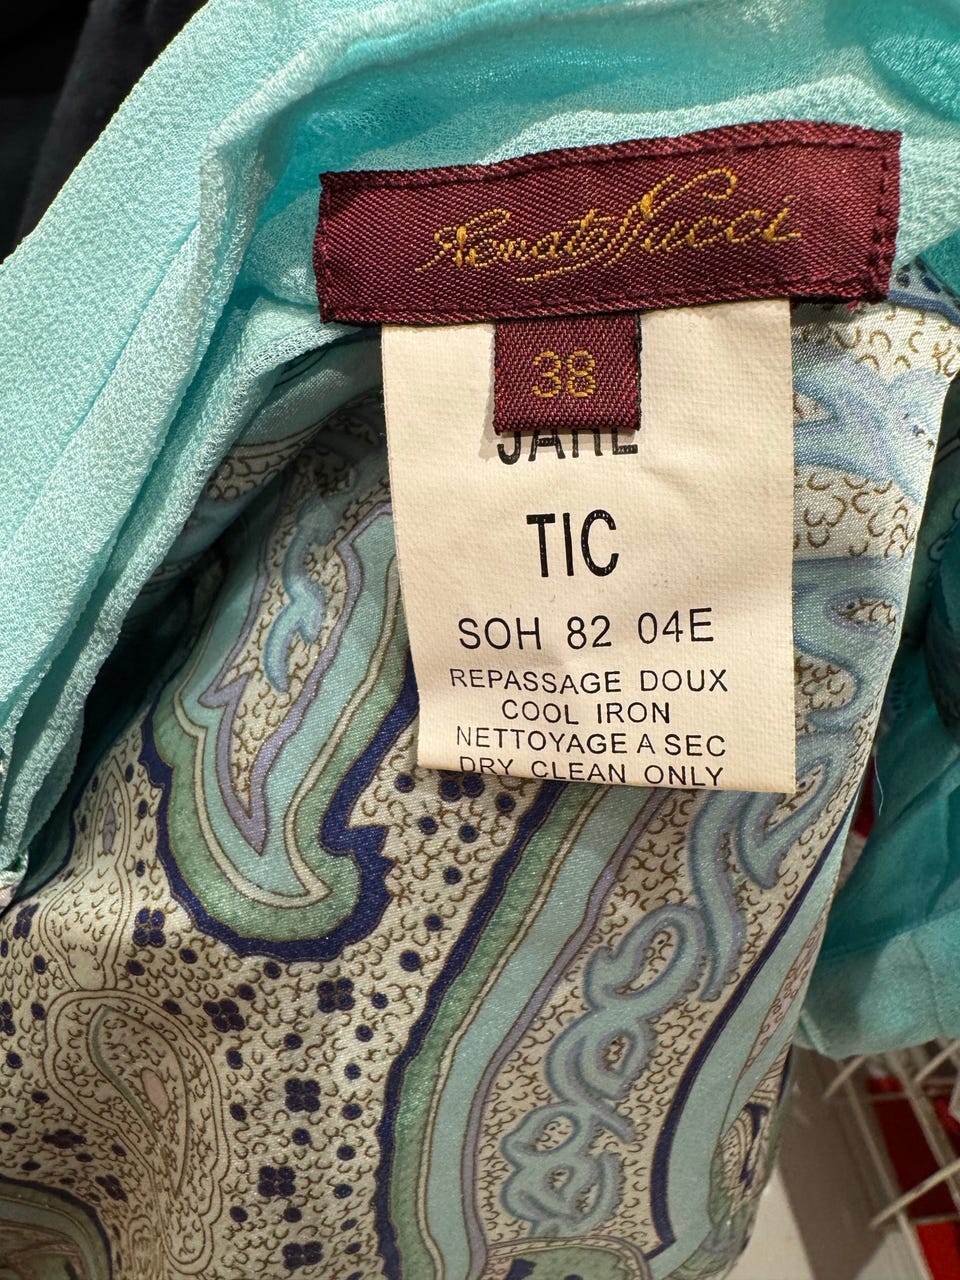 Renato Nucci
38
TIC
SOH 82 04E
REPASSAGE DOUX
COOL IRON
NETTOYAGE A SEC
DRY CLEAN ONLY